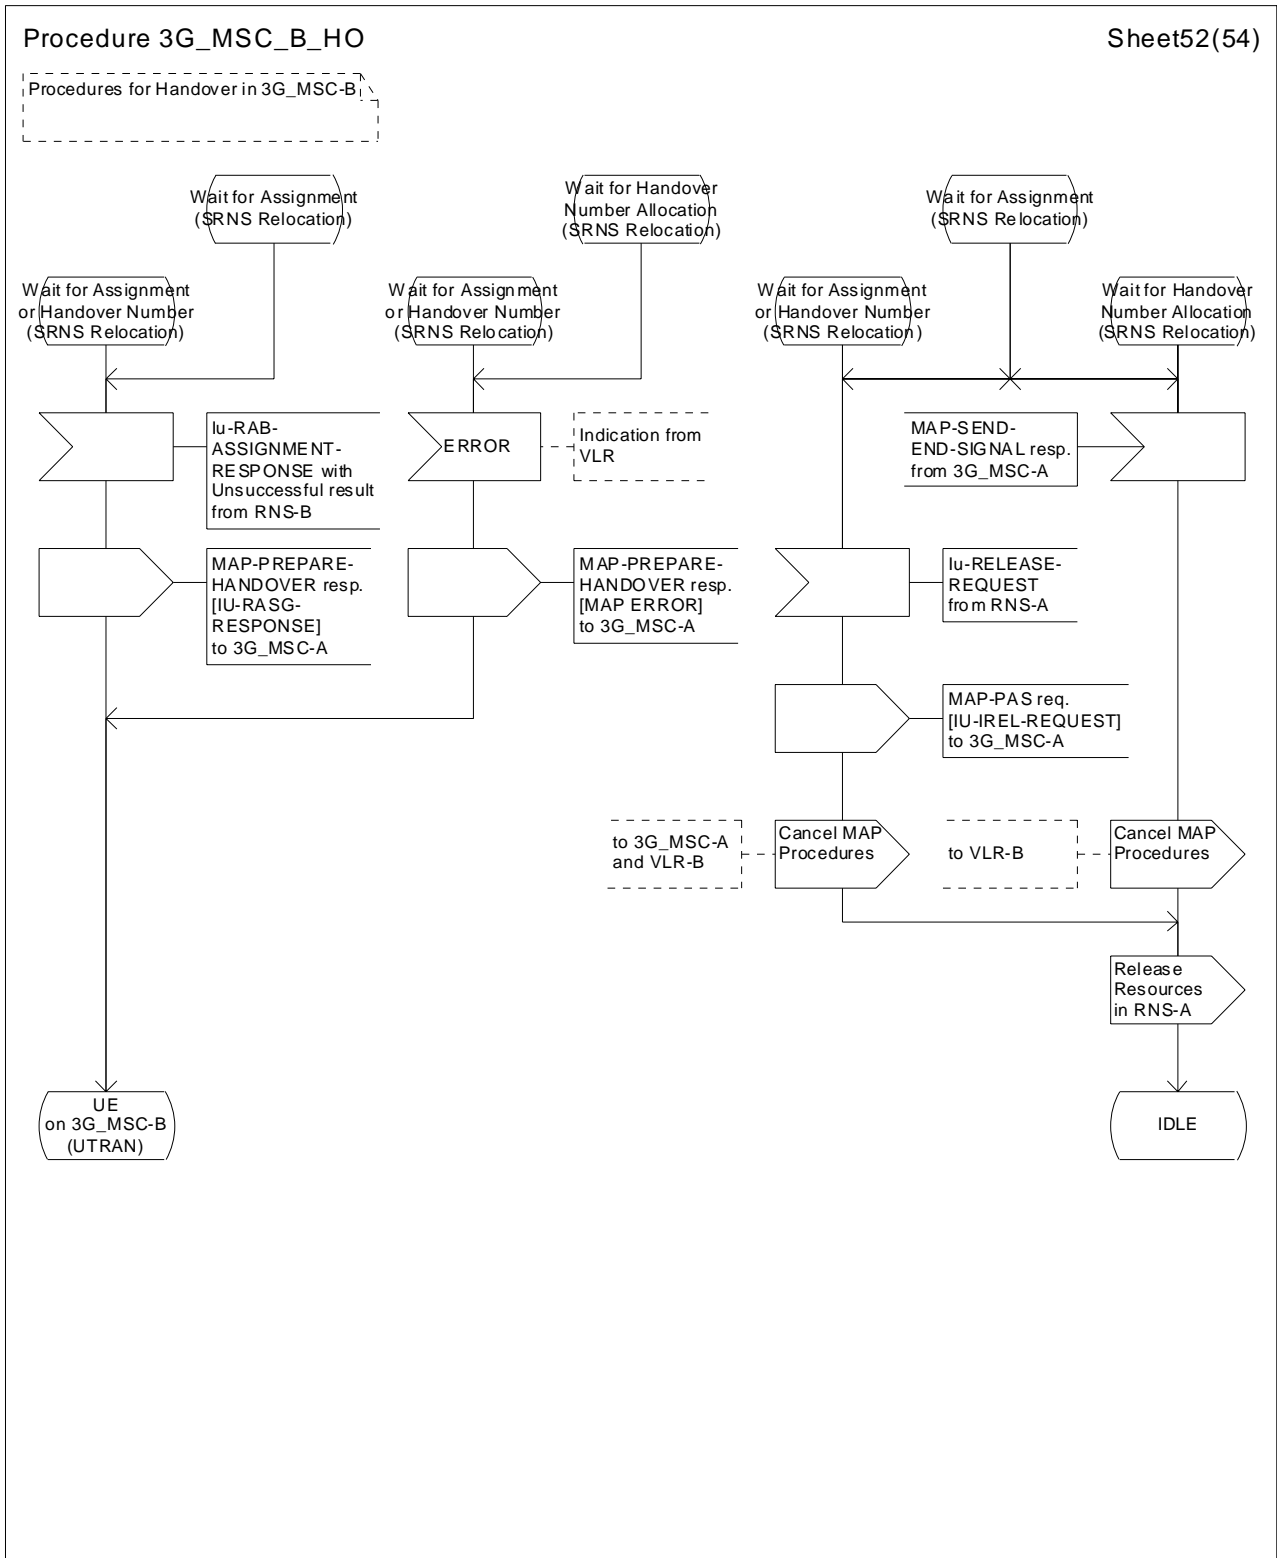 Procedure 3G_MSC_B_HO
Sheet52(54)
Procedures for Handover in 3G_MSC-B
Wait for Assignment
(SRNS Relocation)
Wait for Handover
Number Allocation
(SRNS Relocation)
Wait for Assignment
(SRNS Relocation)
Wait for Assignment
or Handover Number
(SRNS Relocation)
Wait for Assignment
or Handover Number
(SRNS Relocation)
Wait for Assignment
or Handover Number
(SRNS Relocation)
Wait for Handover
Number Allocation
(SRNS Relocation)
Iu-RAB-
ASSIGNMENT-
RESPONSE with
Unsuccessful result
from RNS-B
ERROR
Indication from
VLR
MAP-SEND-
END-SIGNAL resp.
from 3G_MSC-A
MAP-PREPARE-
HANDOVER resp.
[IU-RASG-
RESPONSE]
to 3G_MSC-A
MAP-PREPARE-
HANDOVER resp.
[MAP ERROR]
to 3G_MSC-A
Iu-RELEASE-
REQUEST
from RNS-A
MAP-PAS req.
[IU-IREL-REQUEST]
to 3G_MSC-A
to 3G_MSC-A
and VLR-B
Cancel MAP
Procedures
to VLR-B
Cancel MAP
Procedures
Release
Resources
in RNS-A
UE
on 3G_MSC-B
(UTRAN)
IDLE